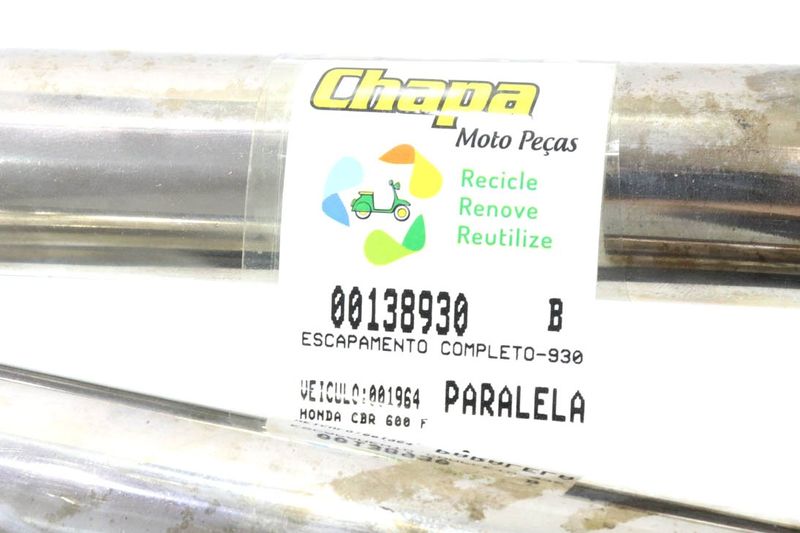 Chapa
Moto Peças
Recicle
Renove
Reutilize
00138930 B
ESCAPAMENTO COMPLETO-930
VEICULO:001964 PARALELA
HONDA CBR 600 F